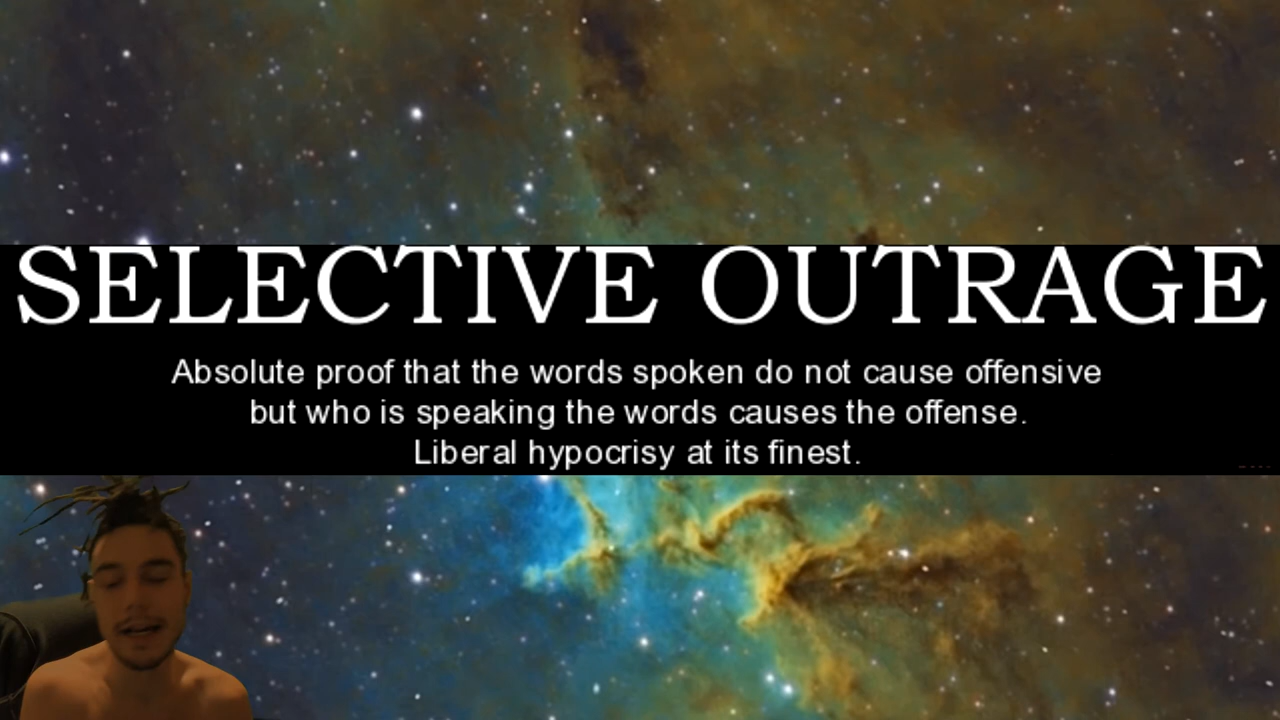 SELECTIVE OUTRAGE
Absolute proof that the words spoken do not cause offensive
but who is speaking the words causes the offense.
Liberal hypocrisy at its finest.